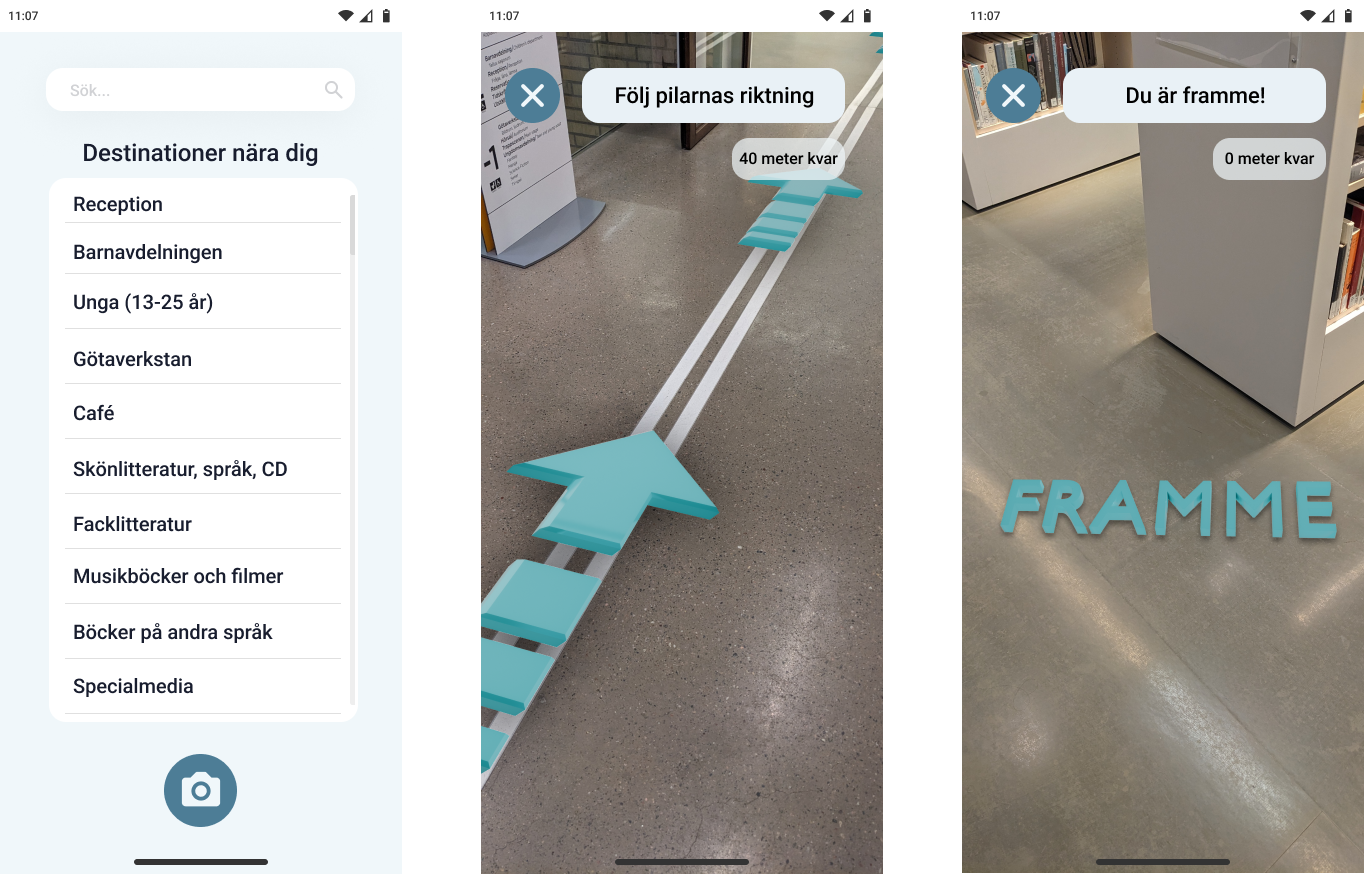 11:07
Sök...
Destinationer nära dig
Reception
Barnavdelningen
Unga (13-25 år)
Götaverkstan
Café
Skönlitteratur, språk, CD
Facklitteratur
Musikböcker och filmer
Böcker på andra språk
Specialmedia
11:07
Följ pilarnas riktning
40 meter kvar
-1
11:07
Du är framme!
0 meter kvar
FRAMME